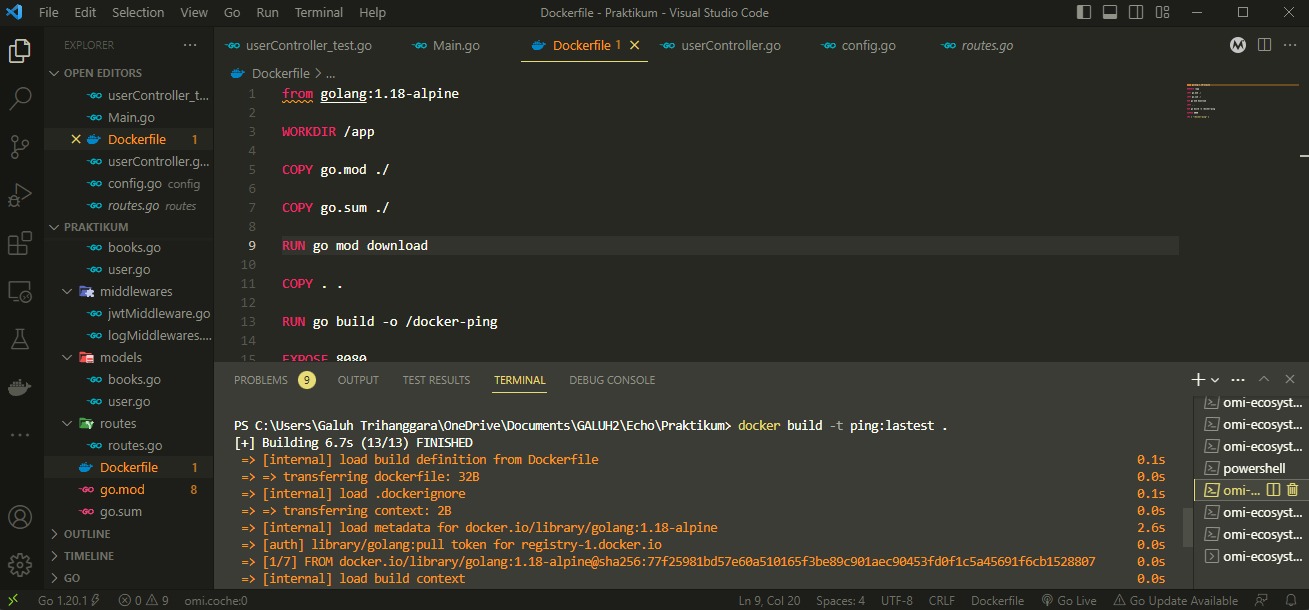 File Edit Selection View Go Run Terminal Help Dockerfile - Praktikum - Visual Studio Code
EXPLORER
OPEN EDITORS
userController_t...
Main.go
Dockerfile 1
userController.g...
config.go config
routes.go routes
PRAKTIKUM
books.go
user.go
middlewares
jwtMiddleware.go
logMiddlewares....
models
books.go
user.go
routes
routes.go
Dockerfile 1
go.mod 8
go.sum
OUTLINE
TIMELINE
GO
userController_test.go Main.go Dockerfile 1 userController.go config.go routes.go
Dockerfile > ...
1 from golang:1.18-alpine
2
3 WORKDIR /app
4
5 COPY go.mod ./
6
7 COPY go.sum ./
8
9 RUN go mod download
10
11 COPY . .
12
13 RUN go build -o /docker-ping
14
15 EXPOSE 8080
PROBLEMS 9 OUTPUT TEST RESULTS TERMINAL DEBUG CONSOLE
PS C:\Users\Galuh Trihanggara\OneDrive\Documents\GALUH2\Echo\Praktikum> docker build -t ping:lastest .
[+] Building 6.7s (13/13) FINISHED
=> [internal] load build definition from Dockerfile 0.1s
=> => transferring dockerfile: 32B 0.0s
=> [internal] load .dockerignore 0.1s
=> => transferring context: 2B 0.0s
=> [internal] load metadata for docker.io/library/golang:1.18-alpine 2.6s
=> [auth] library/golang:pull token for registry-1.docker.io 0.0s
=> [1/7] FROM docker.io/library/golang:1.18-alpine@sha256:77f25981bd57e60a510165f3be89c901aec90453fd0f1c5a45691f6cb1528807 0.0s
=> [internal] load build context 0.0s
omi-ecosyst...
omi-ecosyst...
omi-ecosyst...
powershell
omi-...
omi-ecosyst...
omi-ecosyst...
omi-ecosyst...
Go 1.20.1 0 9 omi.coche:0 Ln 9, Col 20 Spaces: 4 UTF-8 CRLF Dockerfile Go Live Go Update Available